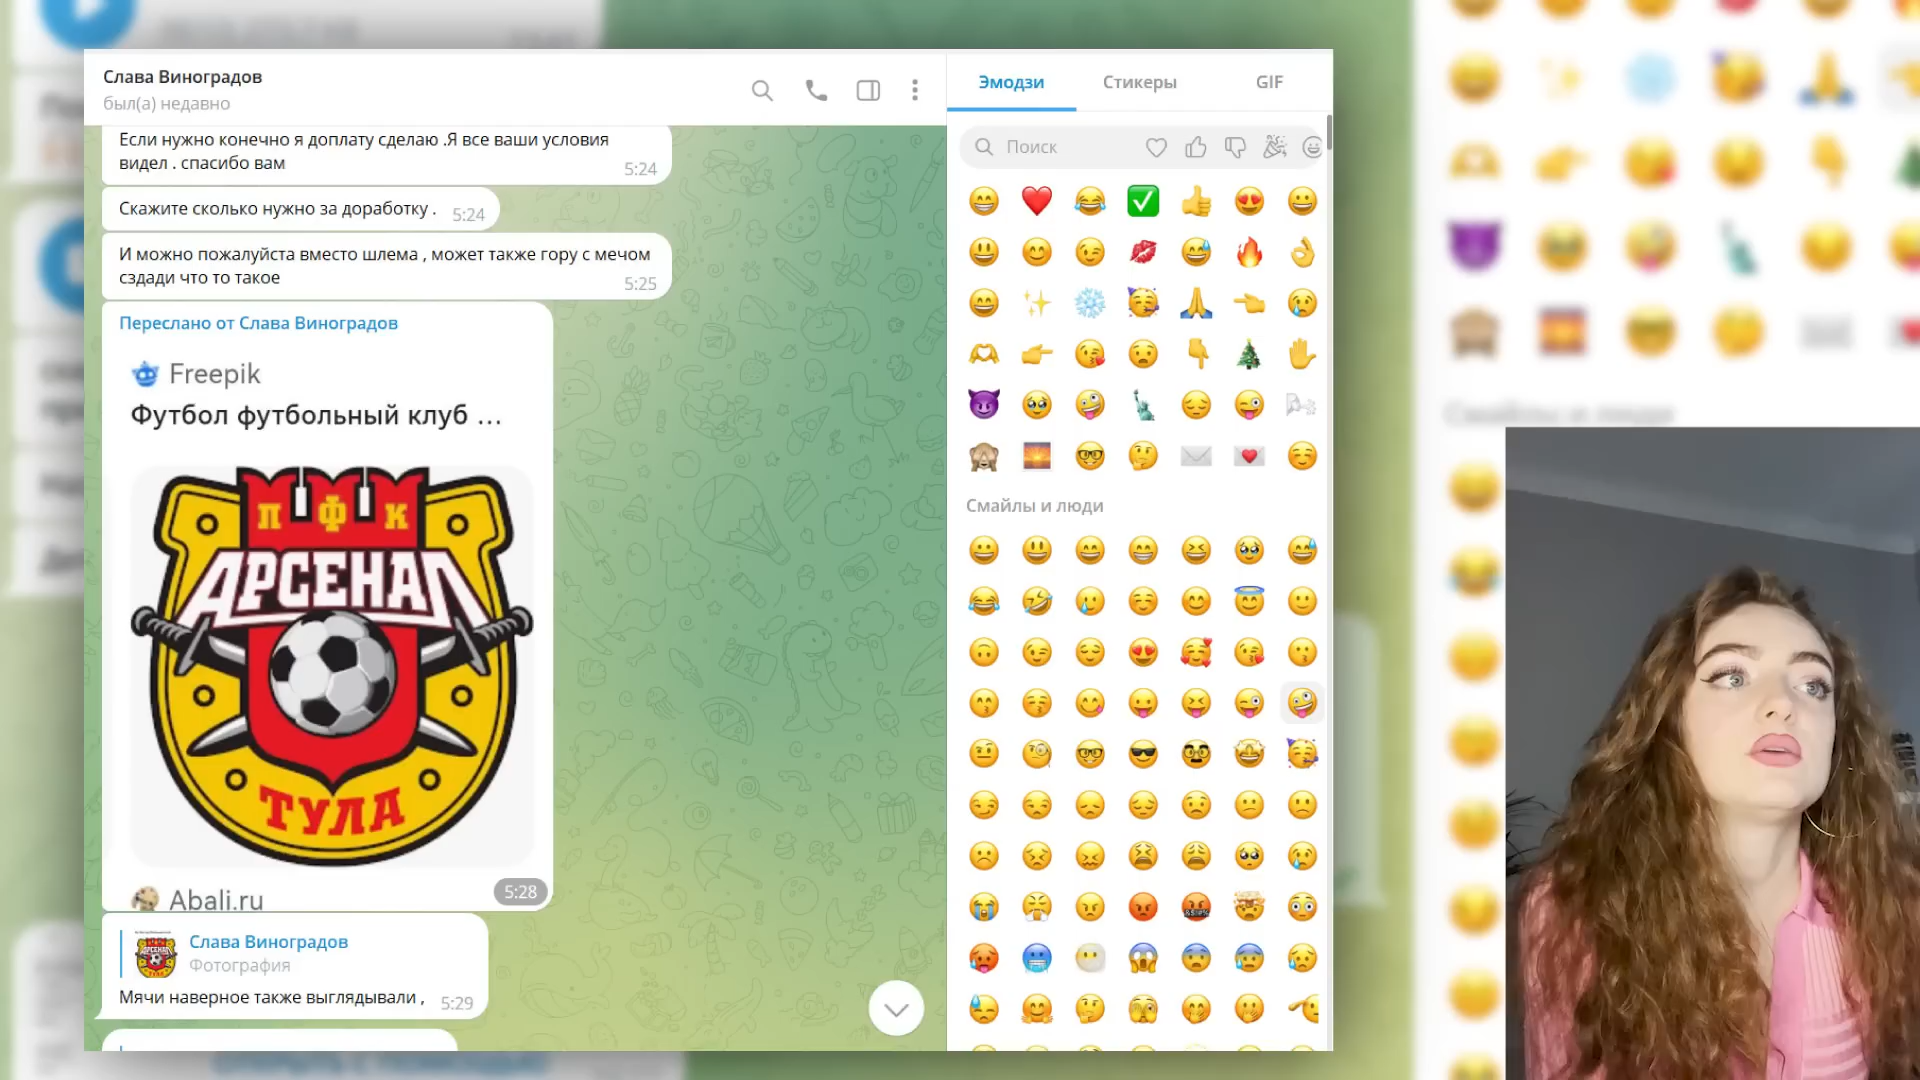 Слава Виноградов
был(а) недавно
Если нужно конечно я доплату сделаю .Я все ваши условия
видел . спасибо вам
5:24
Скажите сколько нужно за доработку .
5:24
И можно пожалуйста вместо шлема , может также гору с мечом
сздади что то такое
5:25
Переслано от Слава Виноградов
Freepik
Футбол футбольный клуб ...
ПФК
АРСЕНАЛ
ТУЛА
Abali.ru
5:28
Слава Виноградов
Фотография
Мячи наверное также выглядывали ,
5:29
Эмодзи
Стикеры
GIF
Поиск
Смайлы и люди